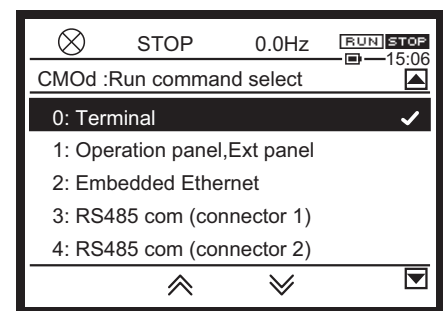 STOP 0.0Hz RUN STOP
15:06
CMOd :Run command select
0: Terminal
1: Operation panel,Ext panel
2: Embedded Ethernet
3: RS485 com (connector 1)
4: RS485 com (connector 2)